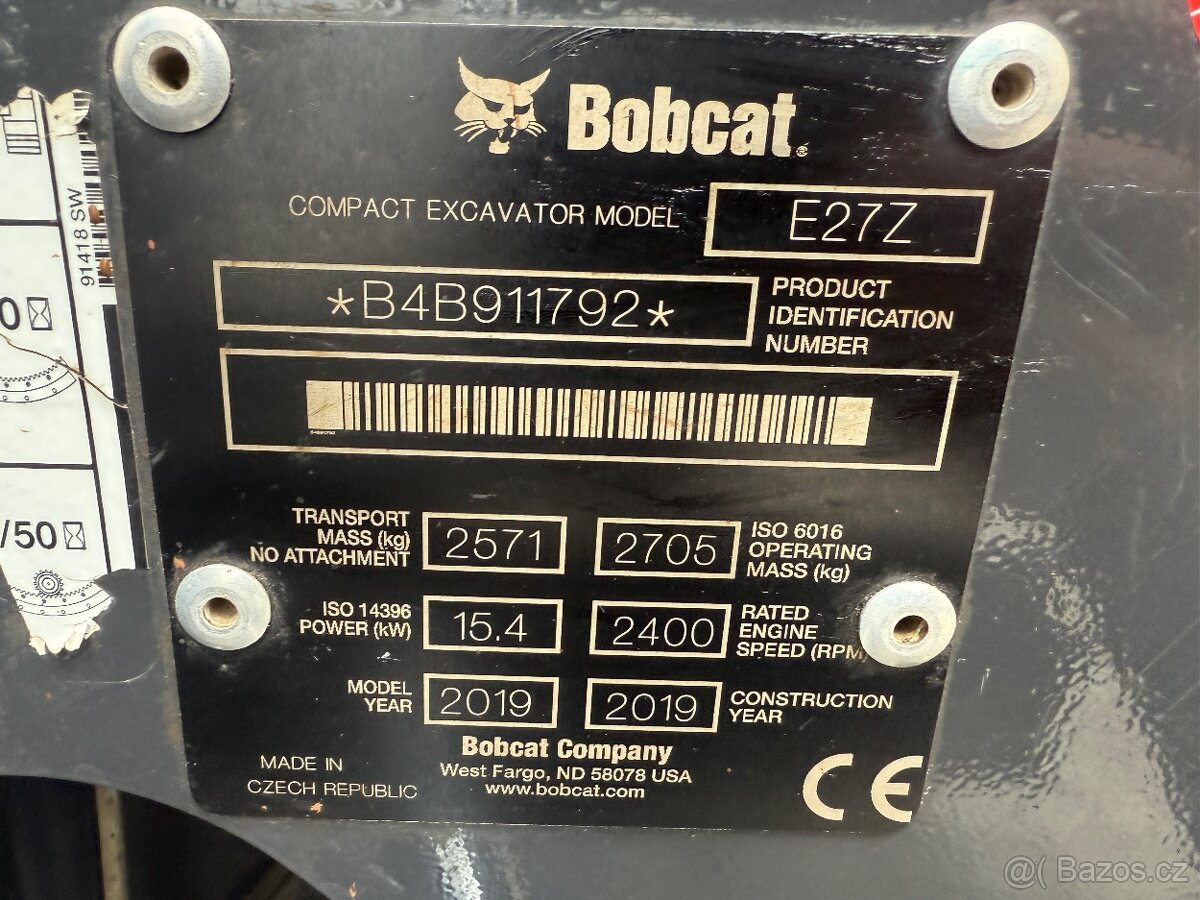 Bobcat®
COMPACT EXCAVATOR MODEL E27Z
*B4B911792*
PRODUCT
IDENTIFICATION
NUMBER
TRANSPORT
MASS (kg)
NO ATTACHMENT
2571
2705
ISO 6016
OPERATING
MASS (kg)
ISO 14396
POWER (kW)
15.4
2400
RATED
ENGINE
SPEED (RPM)
MODEL
YEAR
2019
2019
CONSTRUCTION
YEAR
Bobcat Company
West Fargo, ND 58078 USA
www.bobcat.com
MADE IN
CZECH REPUBLIC
CE
91418 SW
0
/50
@( Bazos.cz